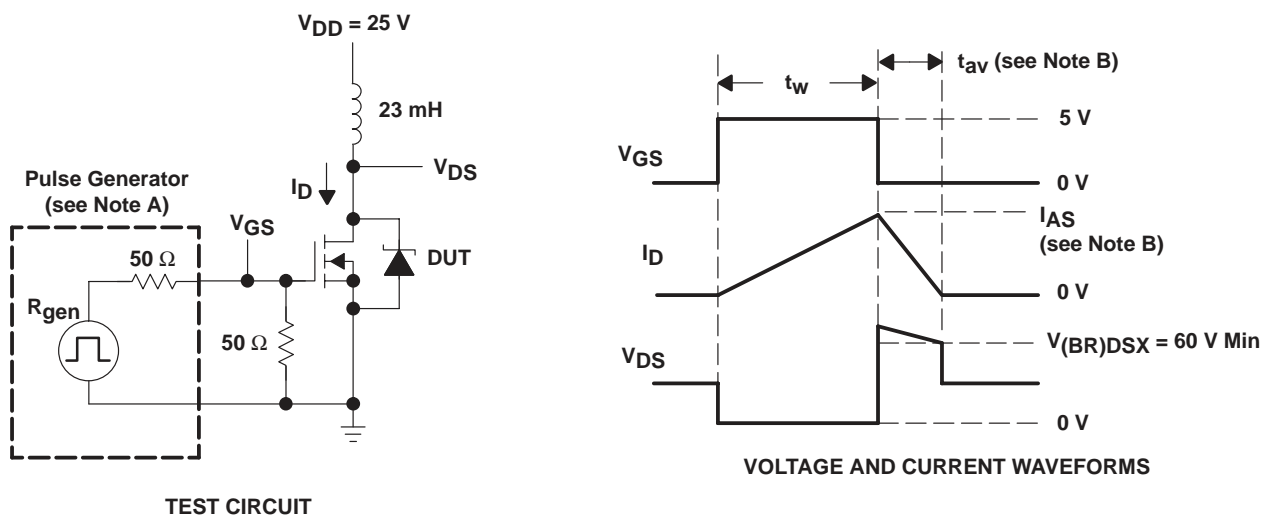 VDD = 25 V
23 mH
VDS
ID
Pulse Generator
(see Note A)
VGS
50 Ω
DUT
Rgen
50 Ω
TEST CIRCUIT
tav (see Note B)
tw
5 V
VGS
0 V
IAS
(see Note B)
ID
0 V
V(BR)DSX = 60 V Min
VDS
0 V
VOLTAGE AND CURRENT WAVEFORMS